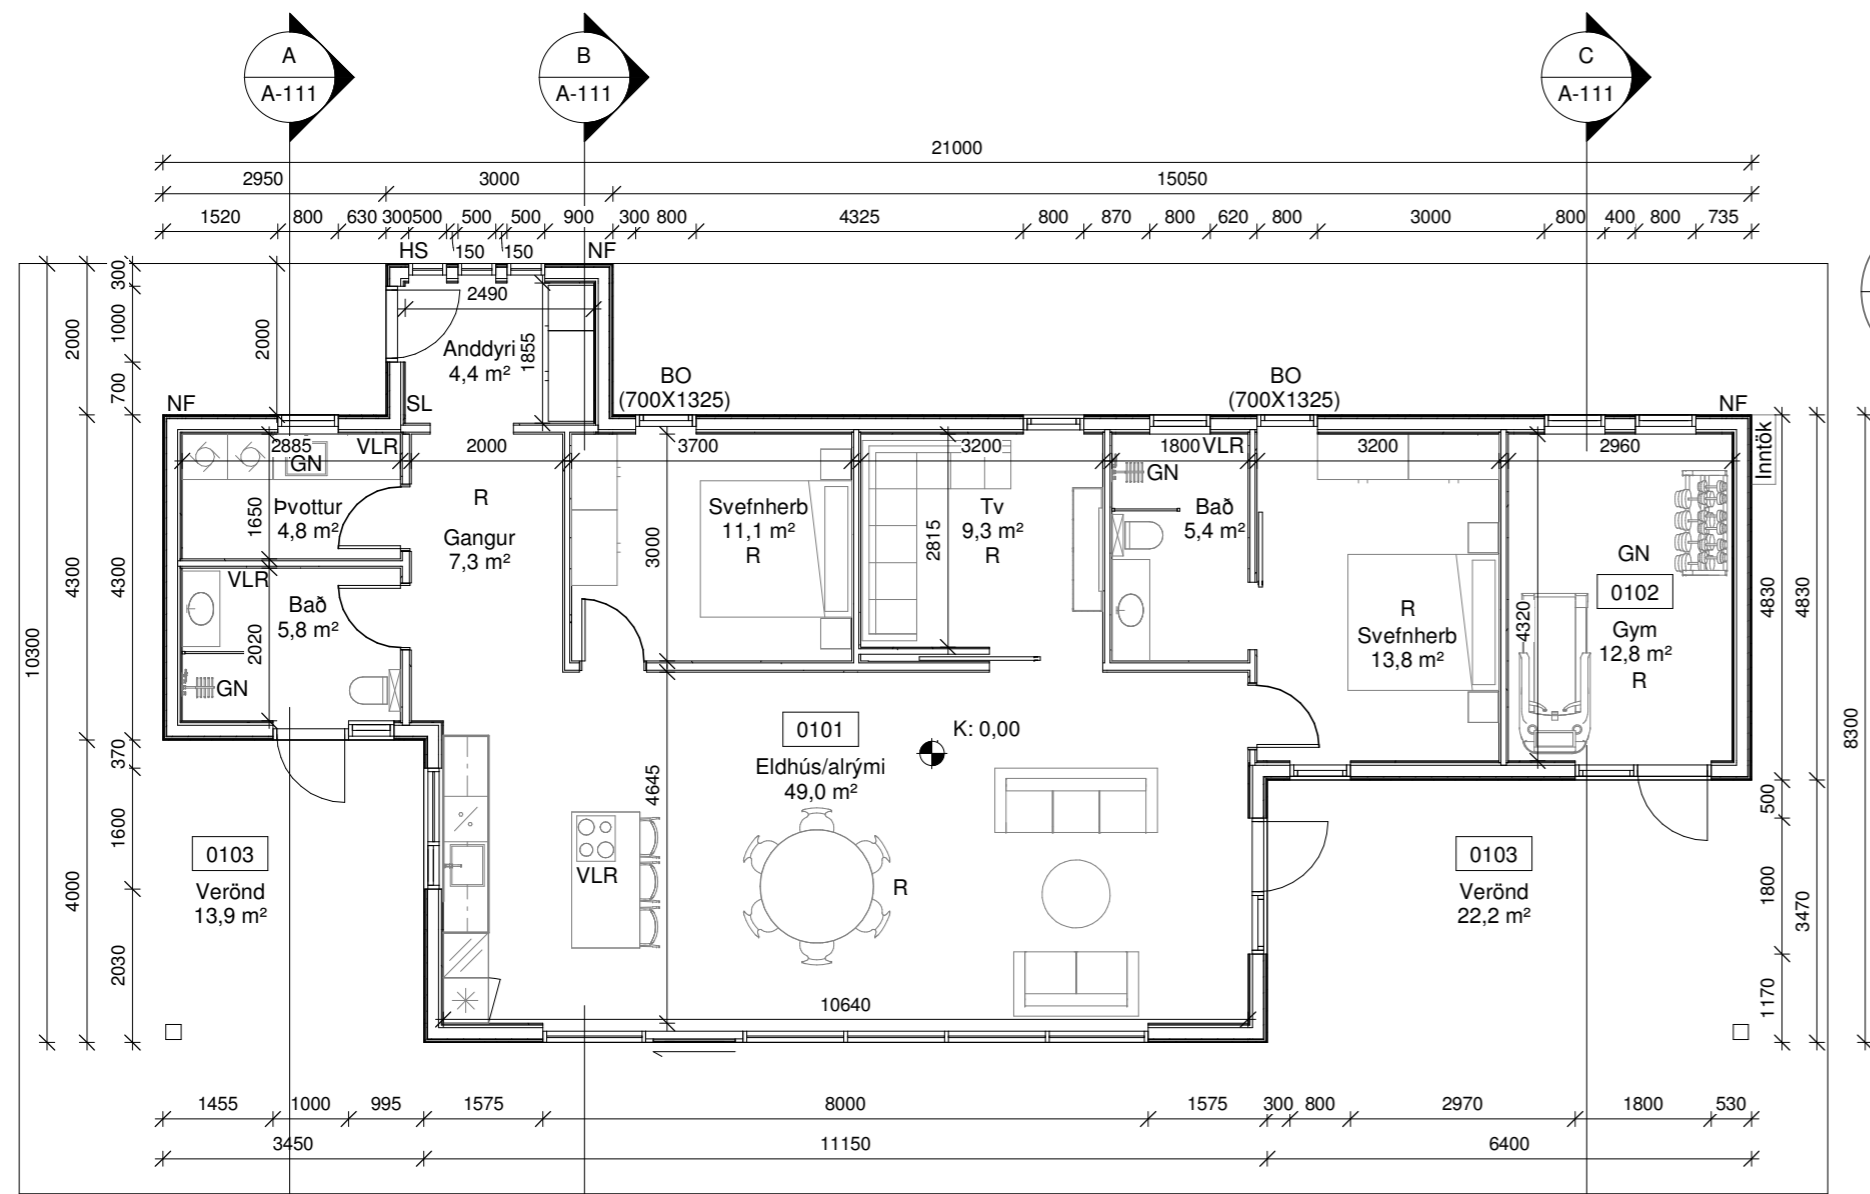 A
A-111
B
A-111
C
A-111
21000
2950 3000 15050
1520 800 630 300 500 500 500 900 300 800 4325 800 870 800 620 800 3000 800 400 800 735
HS 150 150 NF
2490
Anddyri
4,4 m²
1855
300
1000
700
2000
2000
NF
SL
BO
(700X1325)
BO
(700X1325)
NF
Inntök
2885 VLR 2000 3700 3200 1800 VLR 3200 2960
GN
Þvottur
4,8 m²
1650
R
Gangur
7,3 m²
Svefnherb
11,1 m²
R
3000
Tv
9,3 m²
R
2815
GN
Bað
5,4 m²
R
Svefnherb
13,8 m²
GN
0102
Gym
12,8 m²
R
4320
VLR
Bað
5,8 m²
2020
GN
10300
4300
4300
4000
370
1600
2030
4830
4830
8300
500
1800
1170
3470
0101
Eldhús/alrými
49,0 m²
K: 0,00
4645
VLR
R
10640
0103
Verönd
13,9 m²
0103
Verönd
22,2 m²
1455 1000 995 1575 8000 1575 300 800 2970 1800 530
3450 11150 6400